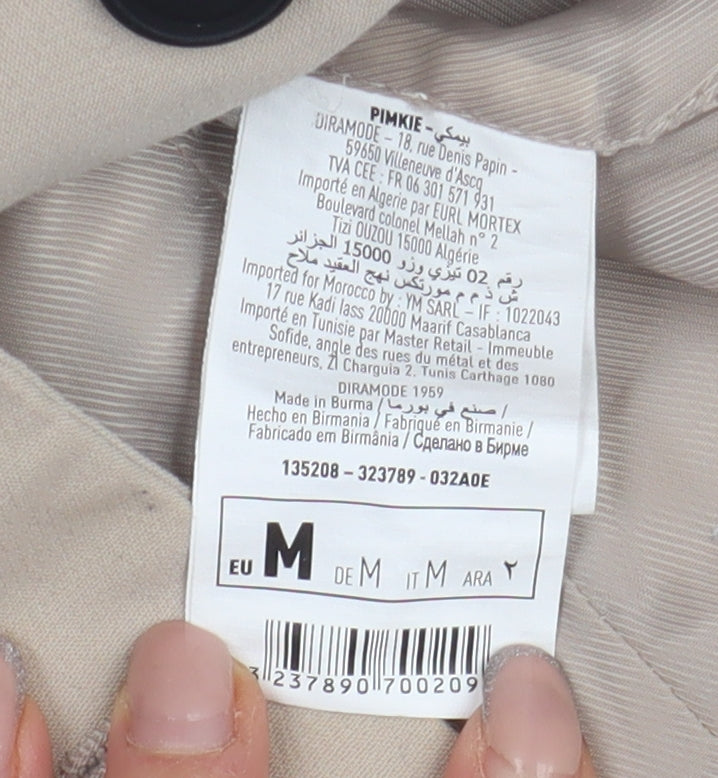 PIMKIE - بيمكي
DIRAMODE - 18, rue Denis Papin -
59650 Villeneuve d'Ascq
TVA CEE : FR 06 301 571 931
Importé en Algerie par EURL MORTEX
Boulevard colonel Mellah n° 2
Tizi OUZOU 15000 Algérie
رقم 02 تيزي وزو 15000 الجزائر
ش ذ م م مورتكس نهج العقيد ملاح
Imported for Morocco by : YM SARL - IF : 1022043
17 rue Kadi Iass 20000 Maarif Casablanca
Importé en Tunisie par Master Retail - Immeuble
Sofide, angle des rues du métal et des
entrepreneurs, ZI Charguia 2, Tunis Carthage 1080
DIRAMODE 1959
Made in Burma / صنع في بورما /
Hecho en Birmania / Fabriqué en Birmanie /
Fabricado em Birmânia / Сделано в Бирме
135208 - 323789 - 032A0E
EU M DE M IT M ARA ٢
3 237890 700209